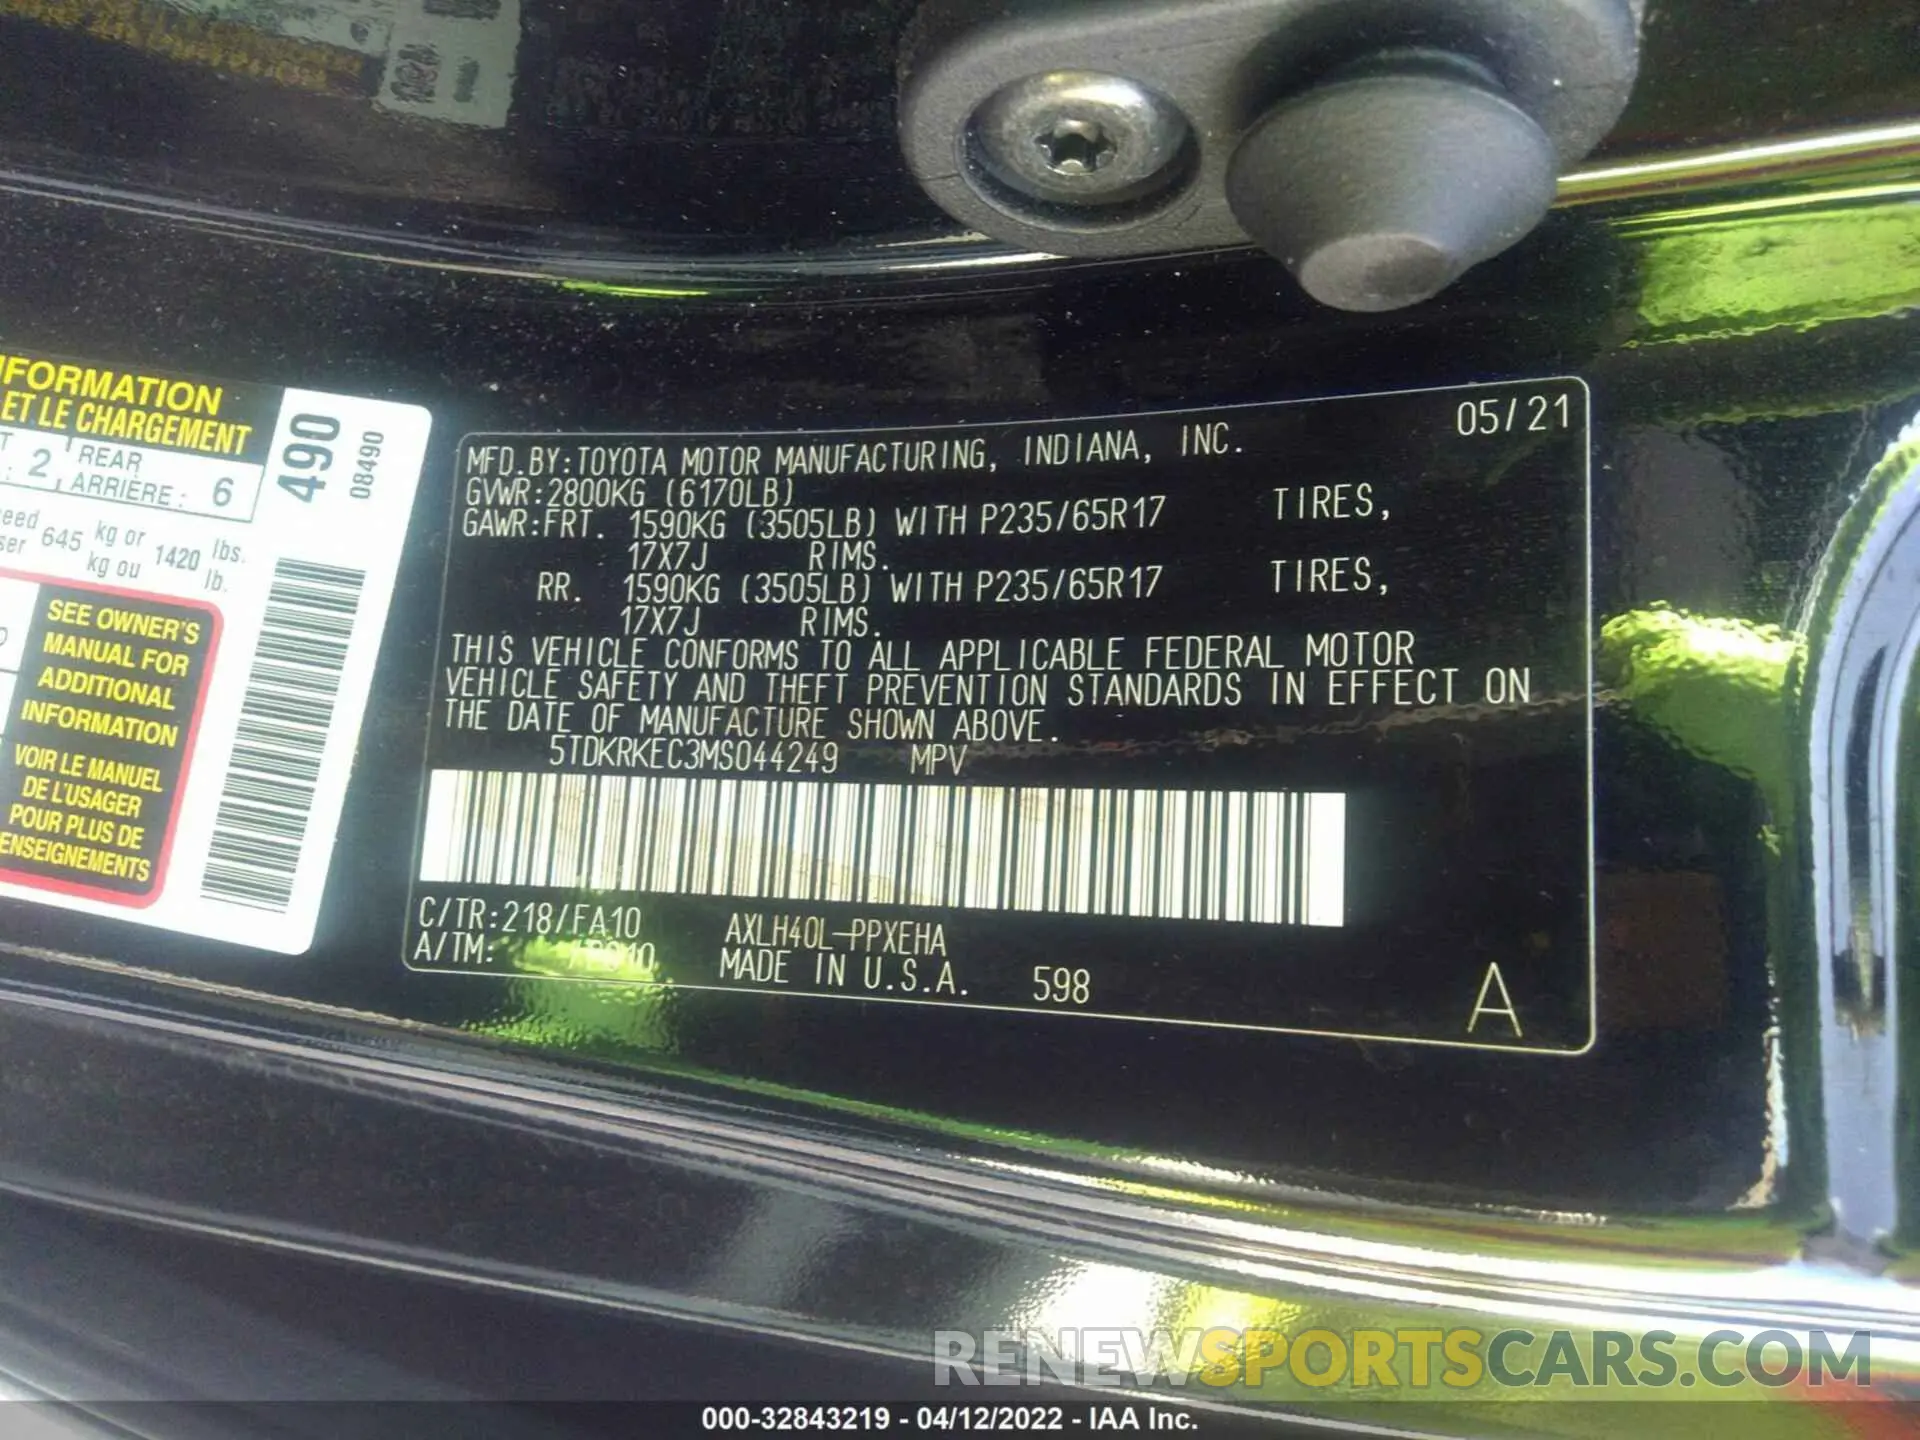 NFORMATION
ET LE CHARGEMENT
2, REAR
ARRIÈRE: 6
645 kg or 1420 lbs.
kg ou lb.
SEE OWNER'S
MANUAL FOR
ADDITIONAL
INFORMATION
VOIR LE MANUEL
DE L'USAGER
POUR PLUS DE
ENSEIGNEMENTS
490
08490
05/21
MFD.BY:TOYOTA MOTOR MANUFACTURING, INDIANA, INC.
GVWR:2800KG (6170LB)
GAWR:FRT. 1590KG (3505LB) WITH P235/65R17 TIRES,
17X7J RIMS.
RR. 1590KG (3505LB) WITH P235/65R17 TIRES,
17X7J RIMS.
THIS VEHICLE CONFORMS TO ALL APPLICABLE FEDERAL MOTOR
VEHICLE SAFETY AND THEFT PREVENTION STANDARDS IN EFFECT ON
THE DATE OF MANUFACTURE SHOWN ABOVE.
5TDKRKEC3MS044249 MPV
C/TR:218/FA10 AXLH40L-PPXEHA
A/TM: MADE IN U.S.A. 598
A
RENEWSPORTSCARS.COM
000-32843219 - 04/12/2022 - IAA Inc.